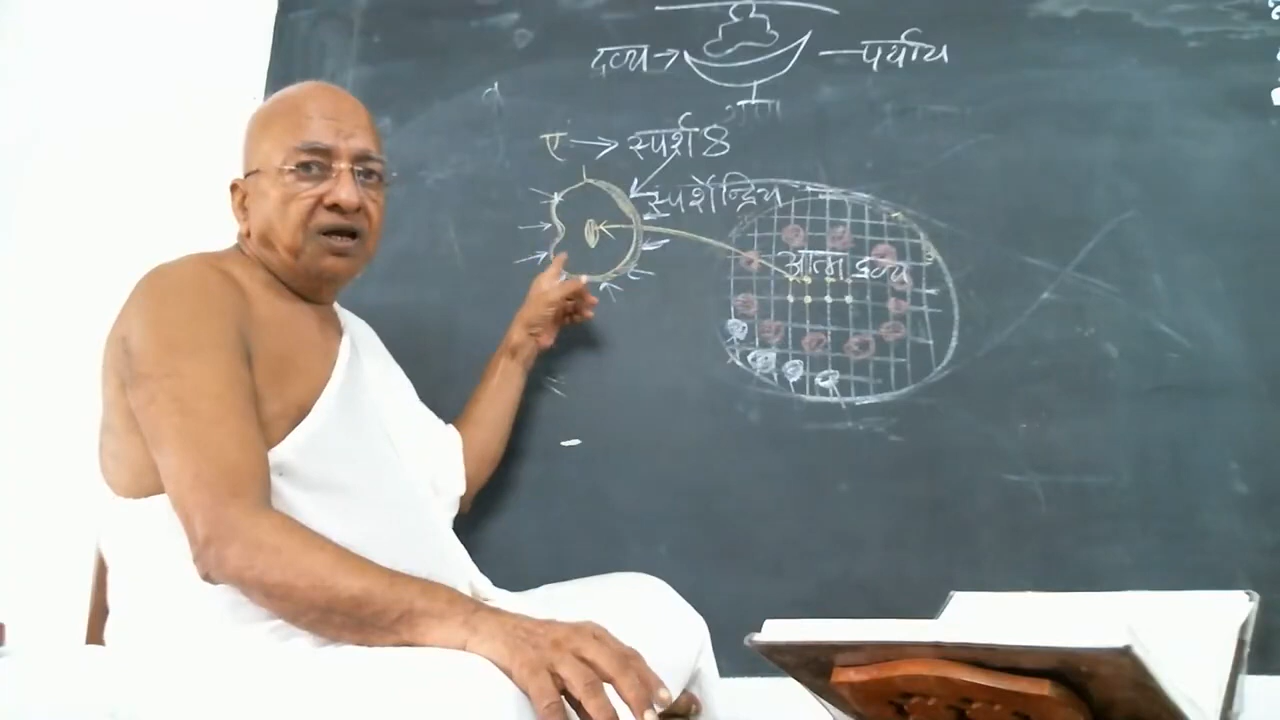 द्रव्य→ —पर्याय
गुण
ए → स्पर्श 8
स्पर्शेन्द्रिय
आत्म द्रव्य